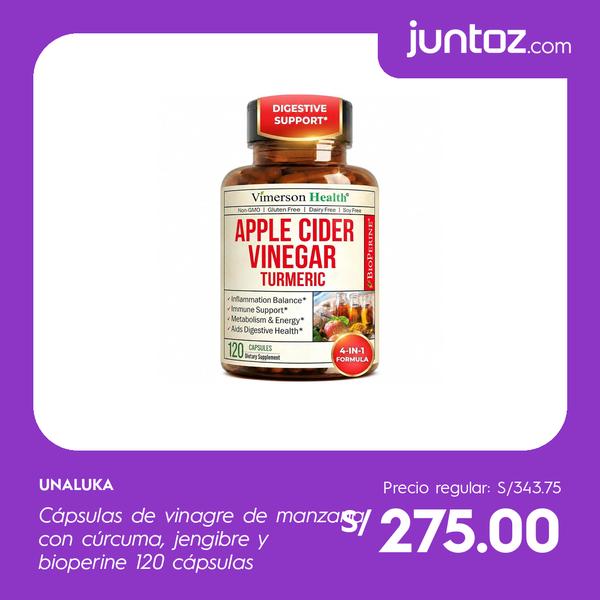 juntoz.com
DIGESTIVE
SUPPORT*
Vimerson Health®
Non-GMO | Gluten Free | Dairy Free | Soy Free
APPLE CIDER
VINEGAR
TURMERIC
BIOPERINE®
✓Inflammation Balance*
✓Immune Support*
✓Metabolism & Energy*
✓Aids Digestive Health*
120 CAPSULES
Dietary Supplement
4-IN-1
FORMULA
UNALUKA
Cápsulas de vinagre de manzana
con cúrcuma, jengibre y
bioperine 120 cápsulas
Precio regular: S/343.75
S/ 275.00